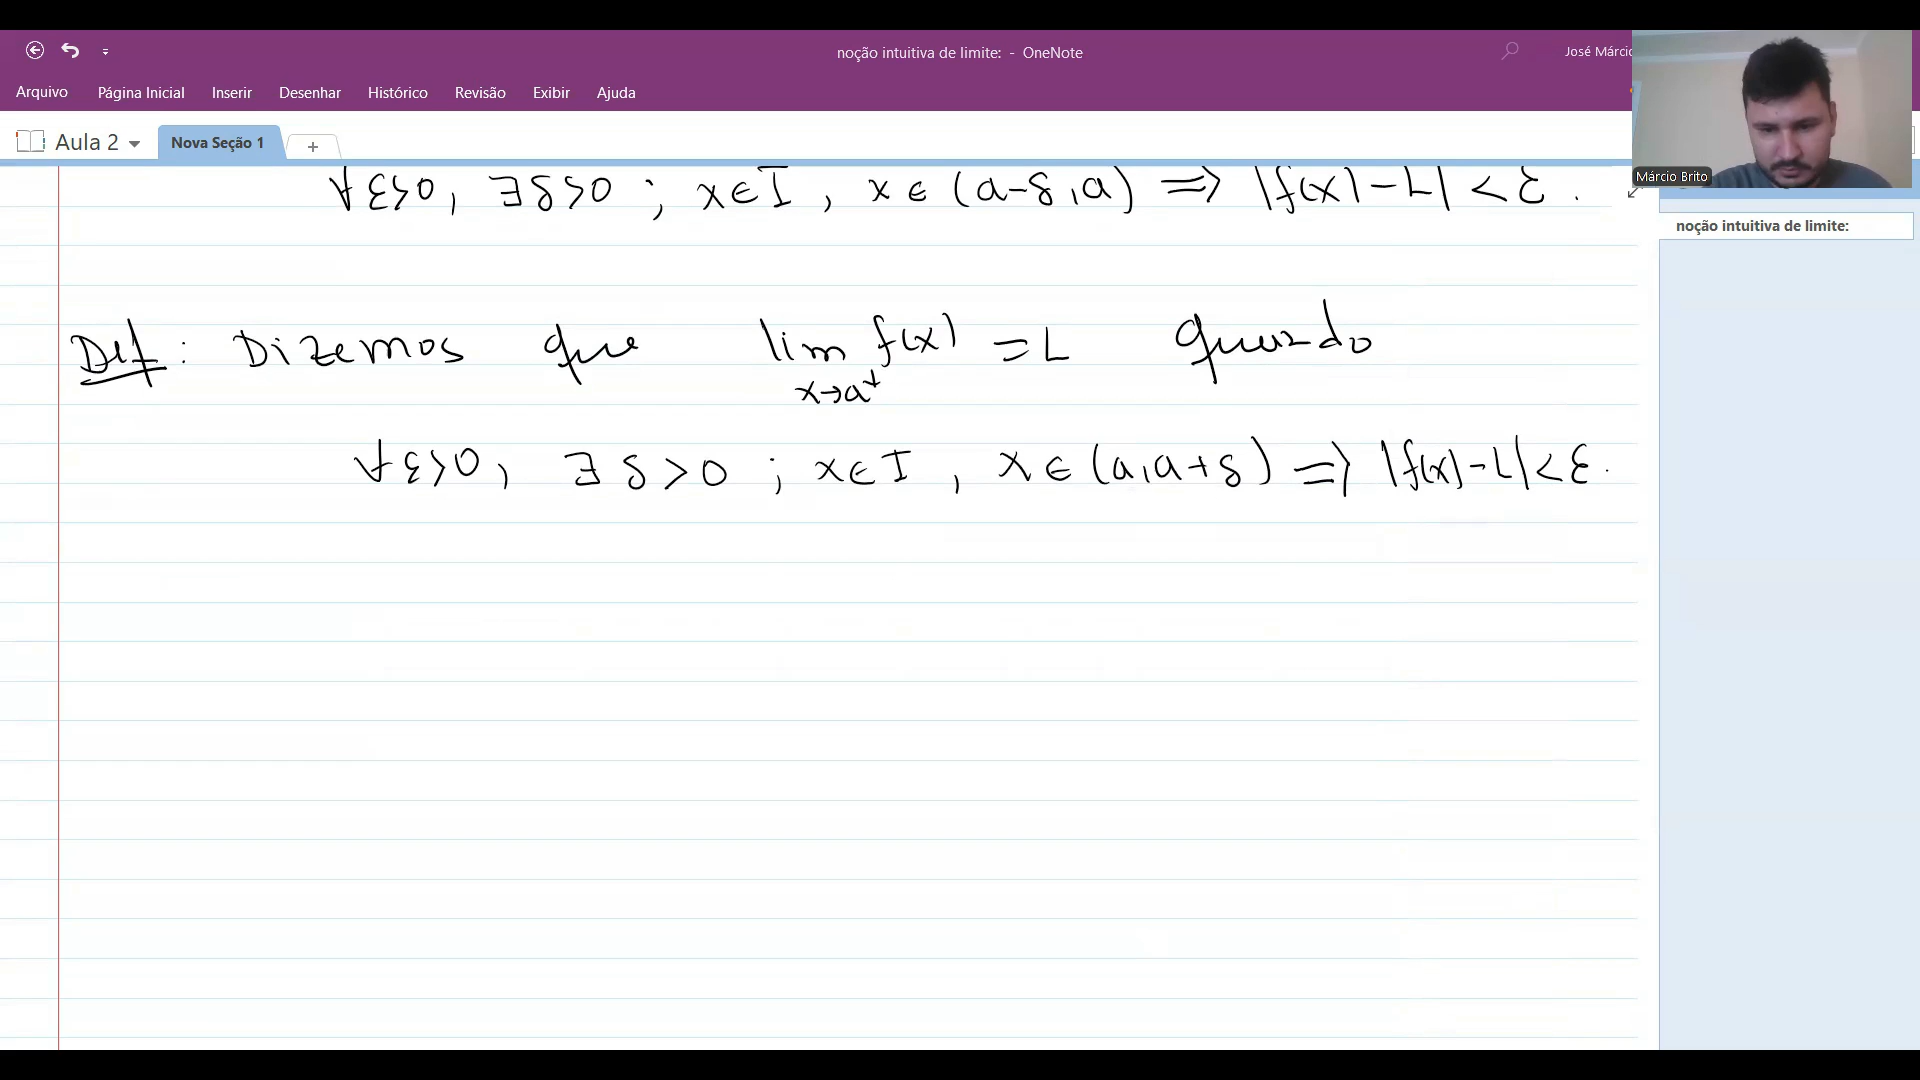 noção intuitiva de limite: - OneNote
José Márcio
Arquivo Página Inicial Inserir Desenhar Histórico Revisão Exibir Ajuda
Aula 2 Nova Seção 1 +
Márcio Brito
noção intuitiva de limite:
∀ε>0, ∃δ>0 ; x∈I, x∈(a-δ,a) ⟹ |f(x)-L|<ε.
Def: Dizemos que lim f(x) = L quando
x→a⁺
∀ε>0, ∃δ>0 ; x∈I, x∈(a,a+δ) ⟹ |f(x)-L|<ε.